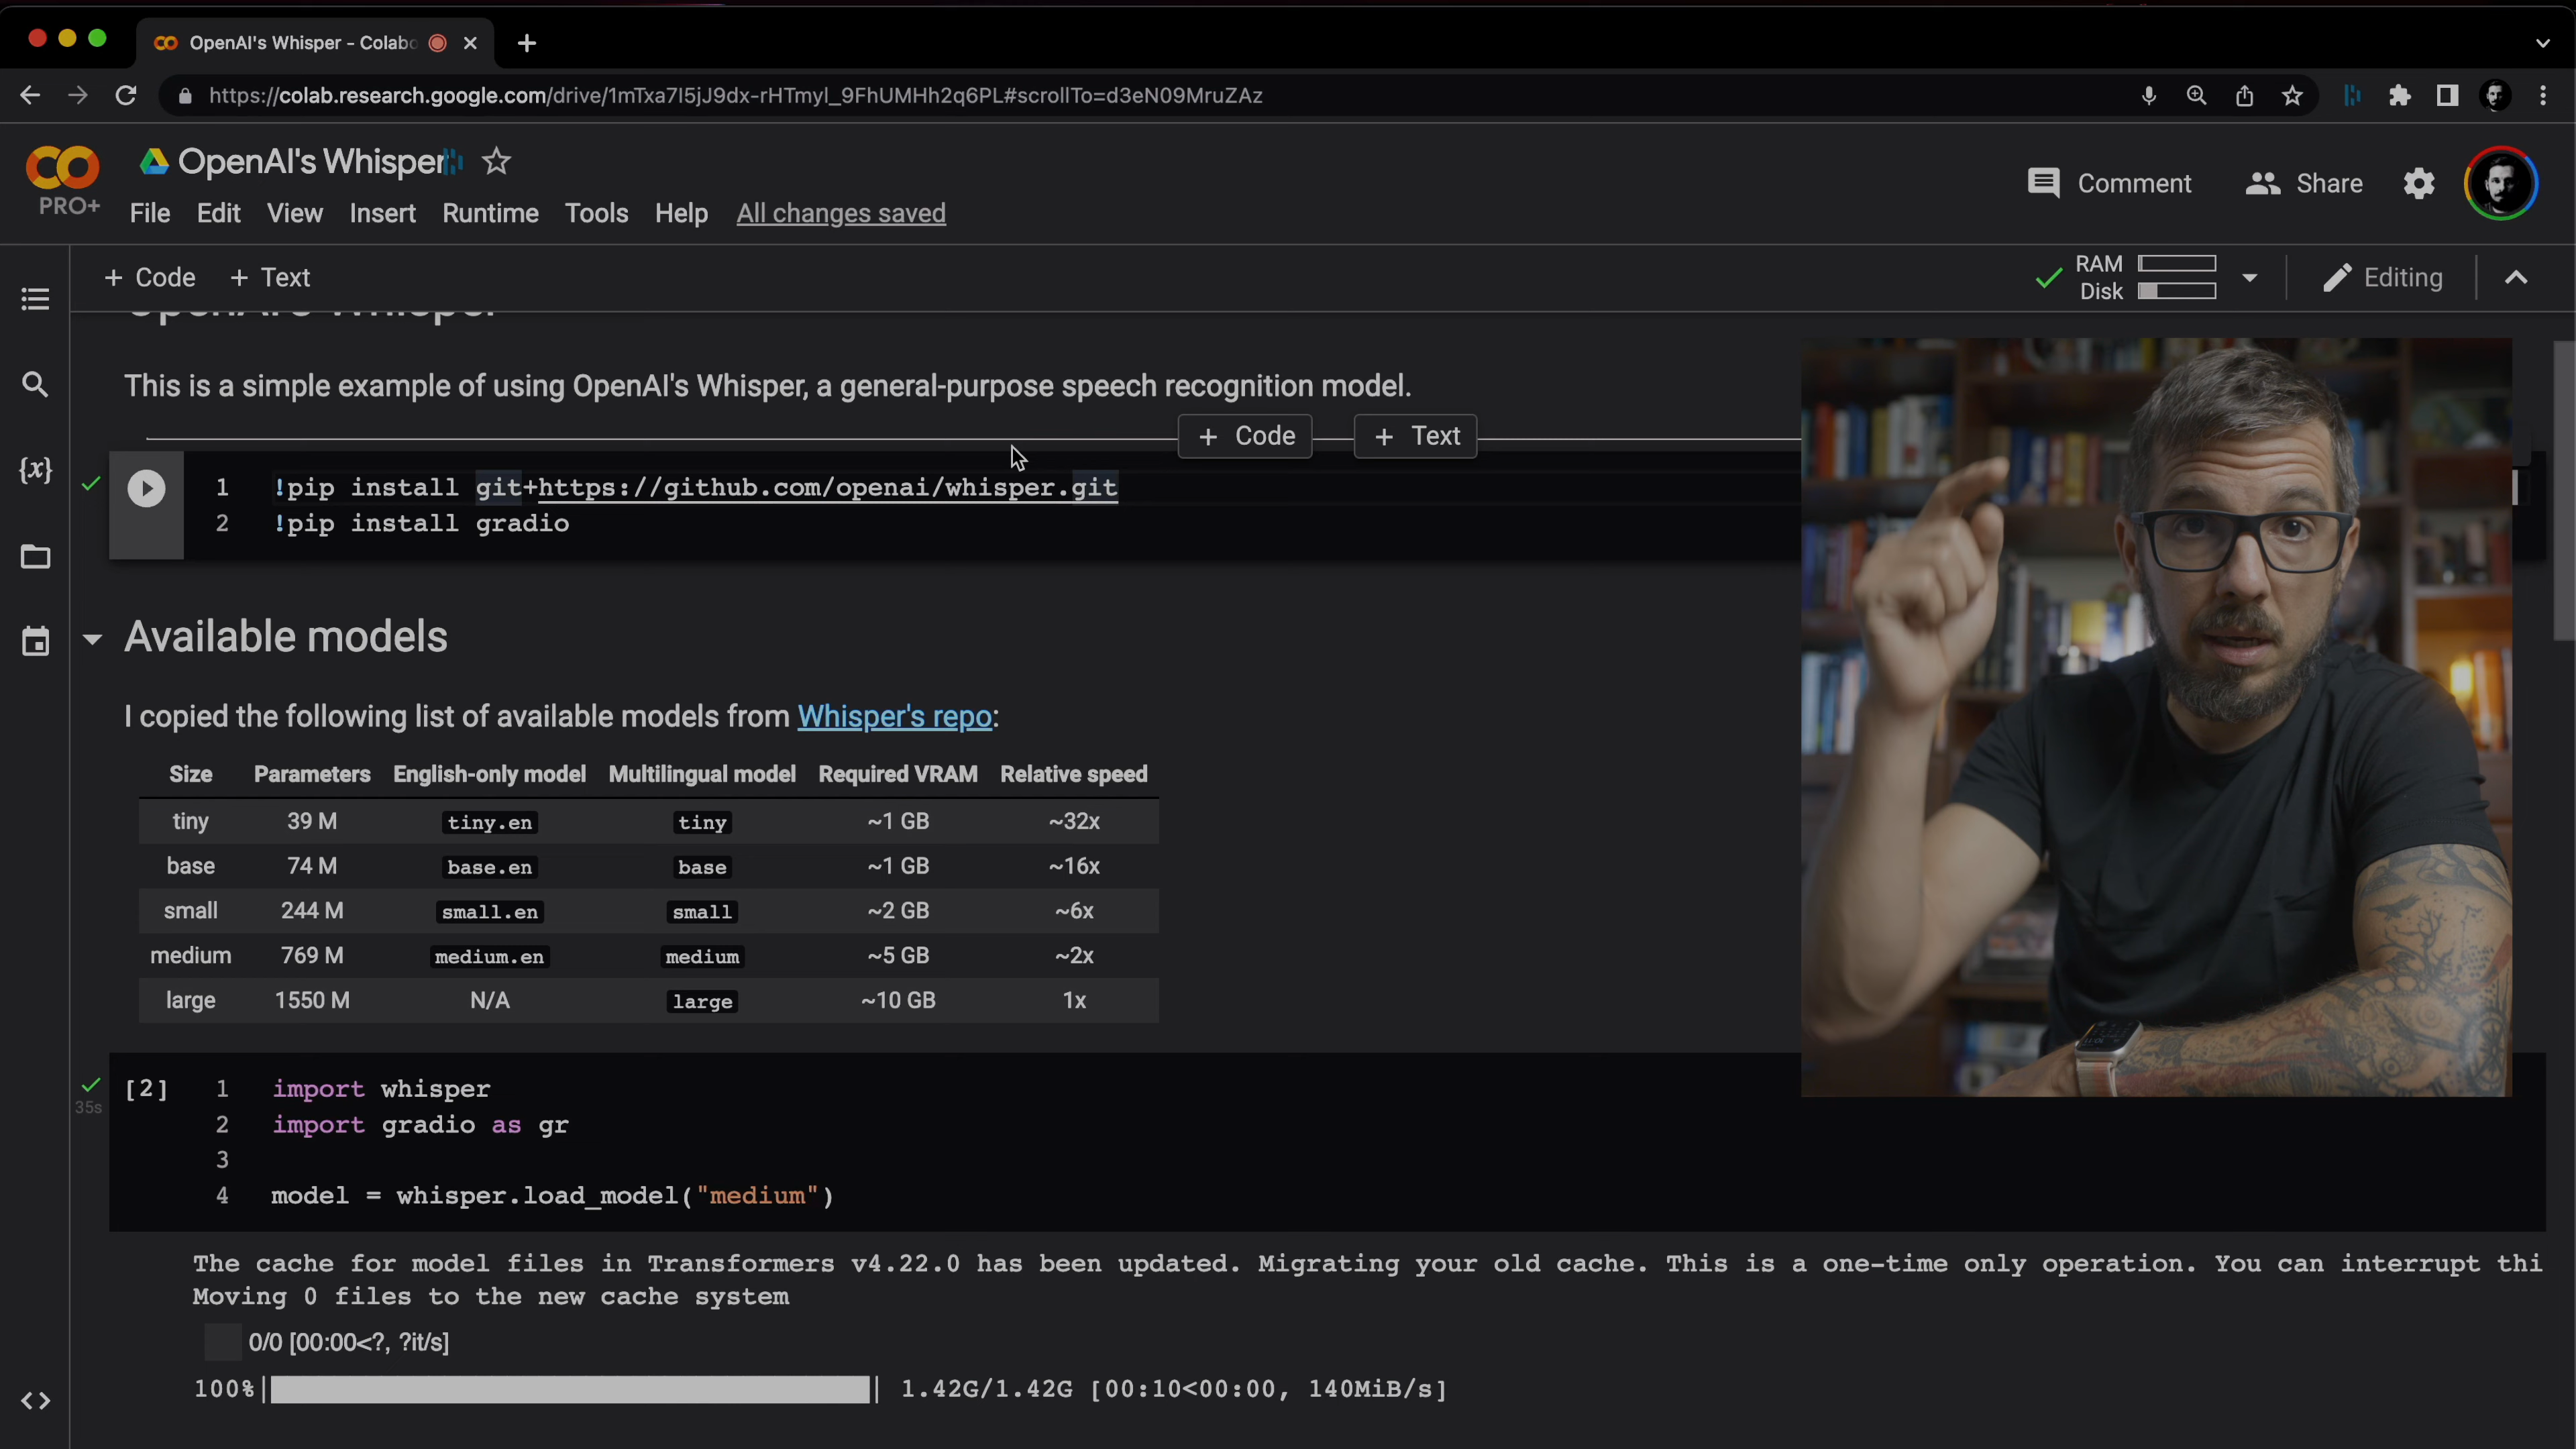 OpenAI's Whisper - Colabo
https://colab.research.google.com/drive/1mTxa7I5jJ9dx-rHTmyl_9FhUMHh2q6PL#scrollTo=d3eN09MruZAz
PRO+
OpenAI's Whisper
File Edit View Insert Runtime Tools Help All changes saved
Comment Share
+ Code + Text
RAM
Disk
Editing
OpenAI's Whisper
This is a simple example of using OpenAI's Whisper, a general-purpose speech recognition model.
+ Code + Text
1 !pip install git+https://github.com/openai/whisper.git
2 !pip install gradio
Available models
I copied the following list of available models from Whisper's repo:
Size Parameters English-only model Multilingual model Required VRAM Relative speed
tiny 39 M tiny.en tiny ~1 GB ~32x
base 74 M base.en base ~1 GB ~16x
small 244 M small.en small ~2 GB ~6x
medium 769 M medium.en medium ~5 GB ~2x
large 1550 M N/A large ~10 GB 1x
35s
[2] 1 import whisper
2 import gradio as gr
3
4 model = whisper.load_model("medium")
The cache for model files in Transformers v4.22.0 has been updated. Migrating your old cache. This is a one-time only operation. You can interrupt thi
Moving 0 files to the new cache system
0/0 [00:00<?, ?it/s]
100%| | 1.42G/1.42G [00:10<00:00, 140MiB/s]